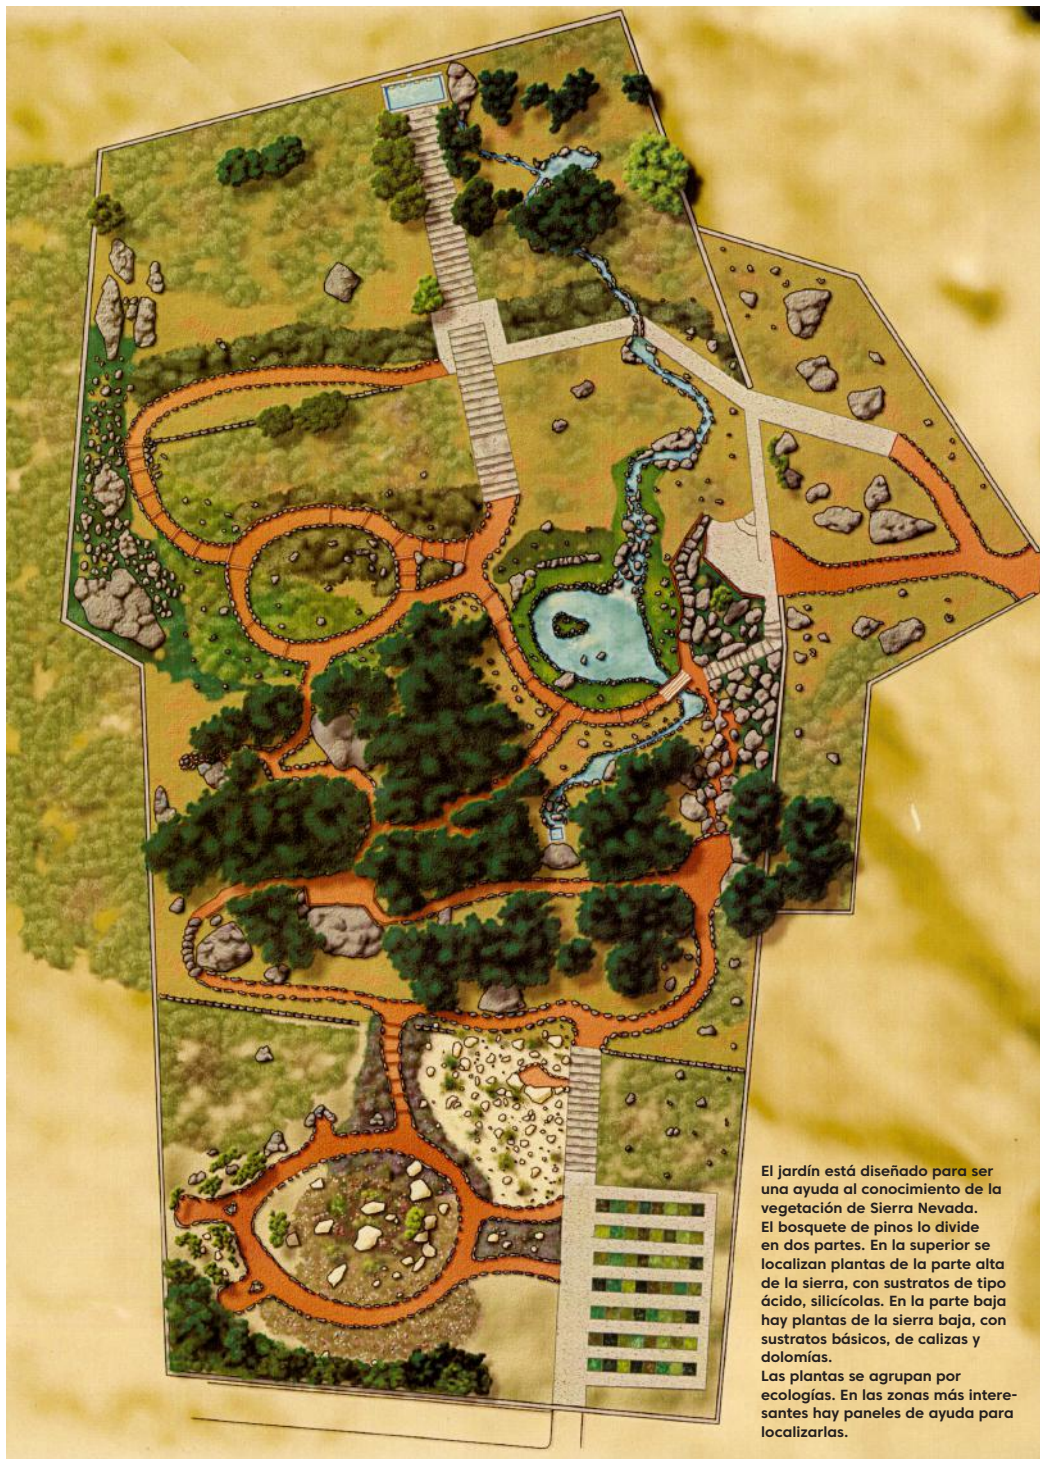 El jardín está diseñado para ser
una ayuda al conocimiento de la
vegetación de Sierra Nevada.
El bosquete de pinos lo divide
en dos partes. En la superior se
localizan plantas de la parte alta
de la sierra, con sustratos de tipo
ácido, silicícolas. En la parte baja
hay plantas de la sierra baja, con
sustratos básicos, de calizas y
dolomías.
Las plantas se agrupan por
ecologías. En las zonas más intere-
santes hay paneles de ayuda para
localizarlas.